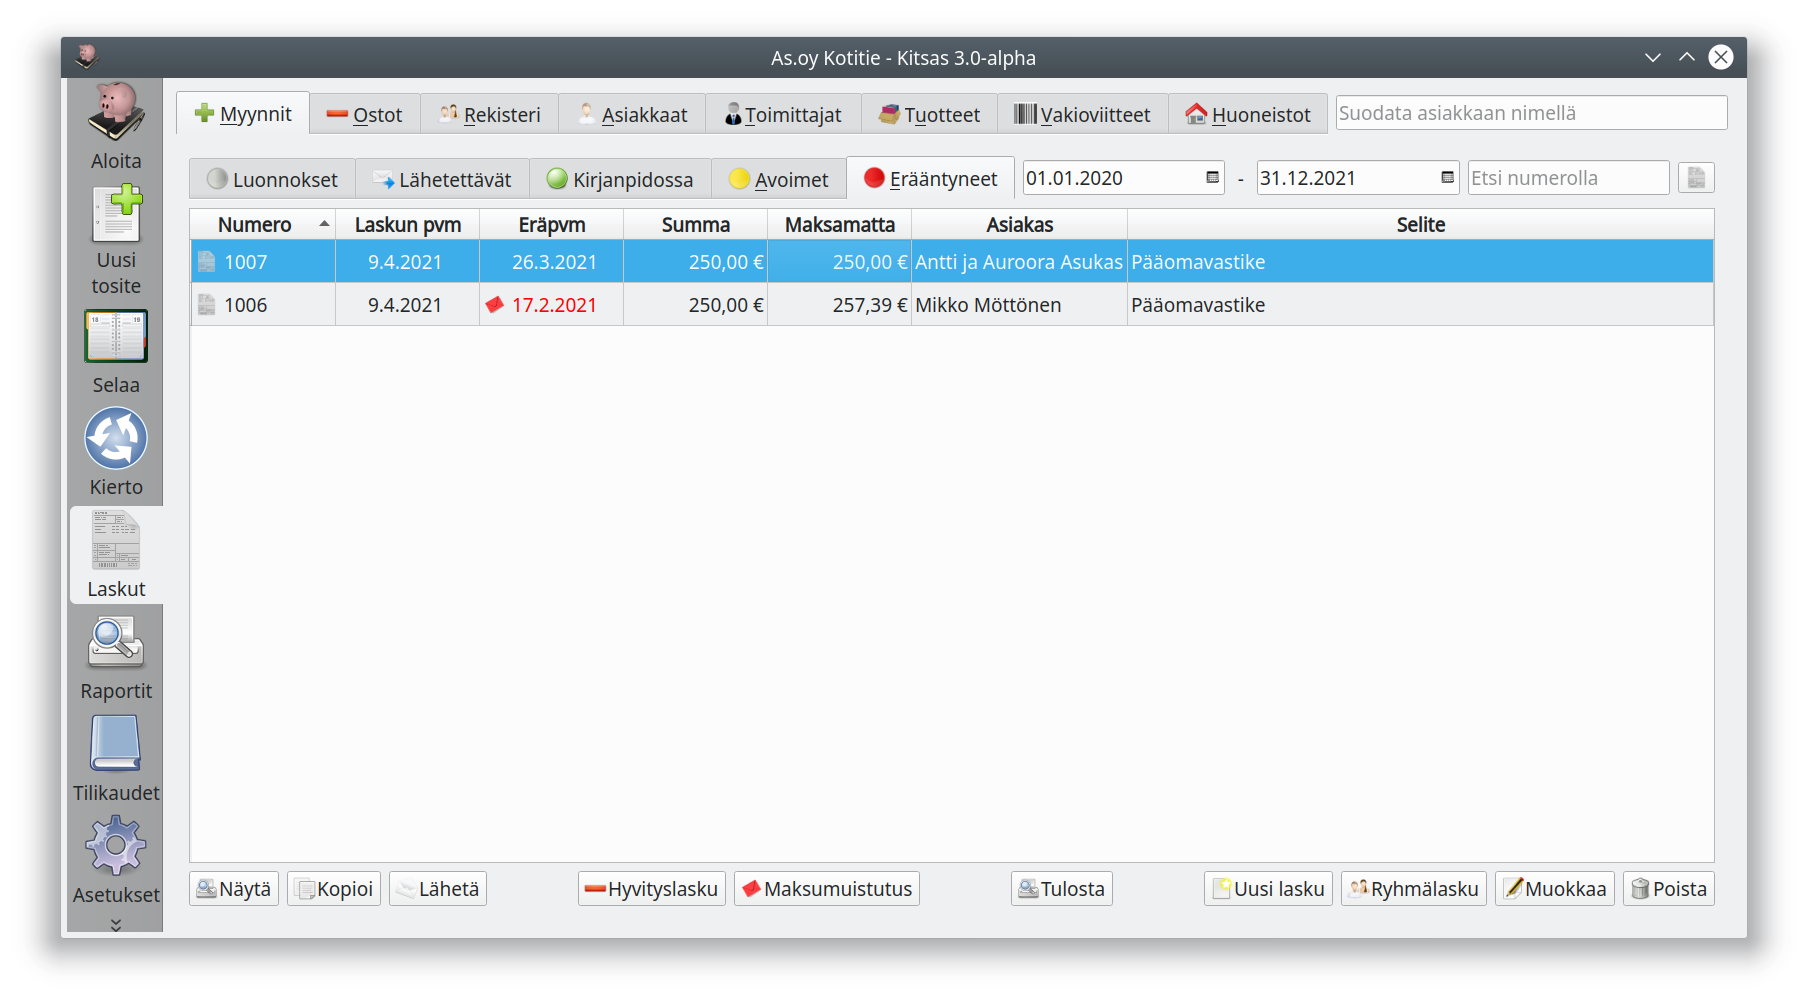 As.oy Kotitie - Kitsas 3.0-alpha
Aloita
Uusi
tosite
Selaa
Kierto
Laskut
Raportit
Tilikaudet
Asetukset
Myynnit Ostot Rekisteri Asiakkaat Toimittajat Tuotteet Vakioviitteet Huoneistot Suodata asiakkaan nimellä
Luonnokset Lähetettävät Kirjanpidossa Avoimet Erääntyneet 01.01.2020 - 31.12.2021 Etsi numerolla
Numero Laskun pvm Eräpvm Summa Maksamatta Asiakas Selite
1007 9.4.2021 26.3.2021 250,00 € 250,00 € Antti ja Auroora Asukas Pääomavastike
1006 9.4.2021 17.2.2021 250,00 € 257,39 € Mikko Möttönen Pääomavastike
Näytä Kopioi Lähetä Hyvityslasku Maksumuistutus Tulosta Uusi lasku Ryhmälasku Muokkaa Poista